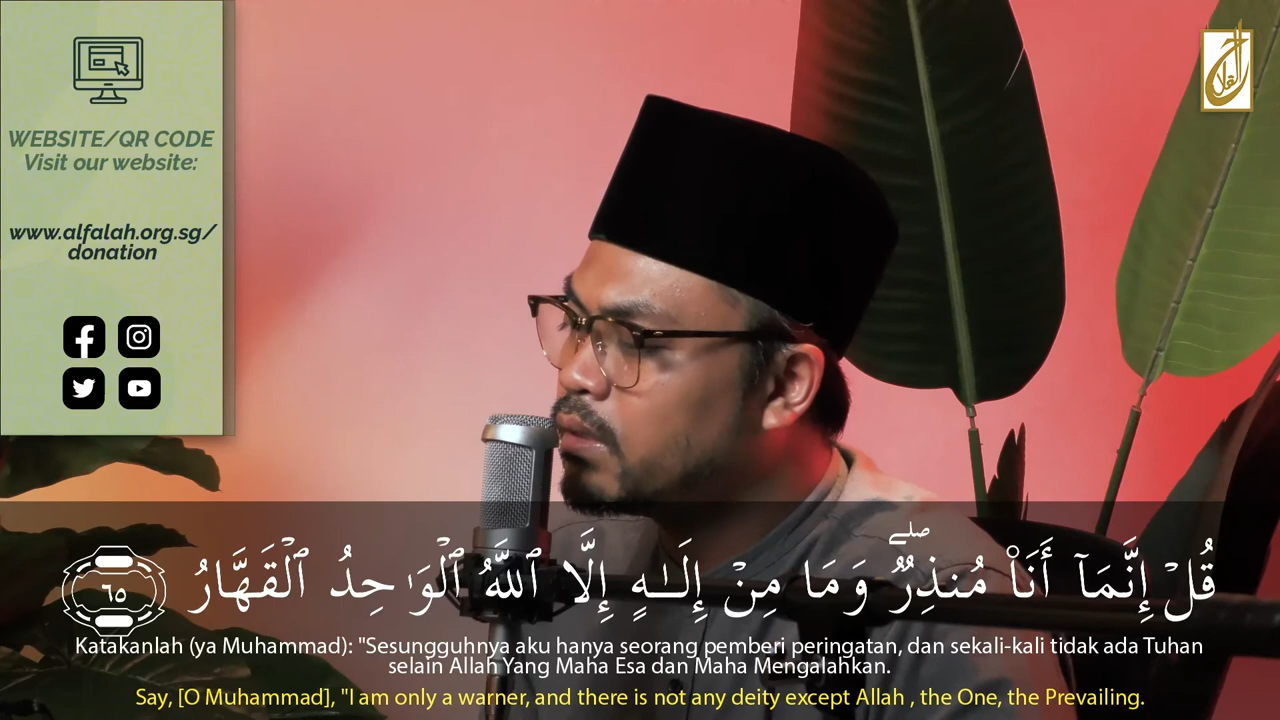 WEBSITE/QR CODE
Visit our website:
www.alfalah.org.sg/
donation
الفلاح
قُلْ إِنَّمَآ أَنَا۠ مُنذِرٌۭ ۖ وَمَا مِنْ إِلَـٰهٍ إِلَّا ٱللَّهُ ٱلْوَٰحِدُ ٱلْقَهَّارُ ٦٥
Katakanlah (ya Muhammad): "Sesungguhnya aku hanya seorang pemberi peringatan, dan sekali-kali tidak ada Tuhan
selain Allah Yang Maha Esa dan Maha Mengalahkan.
Say, [O Muhammad], "I am only a warner, and there is not any deity except Allah , the One, the Prevailing.